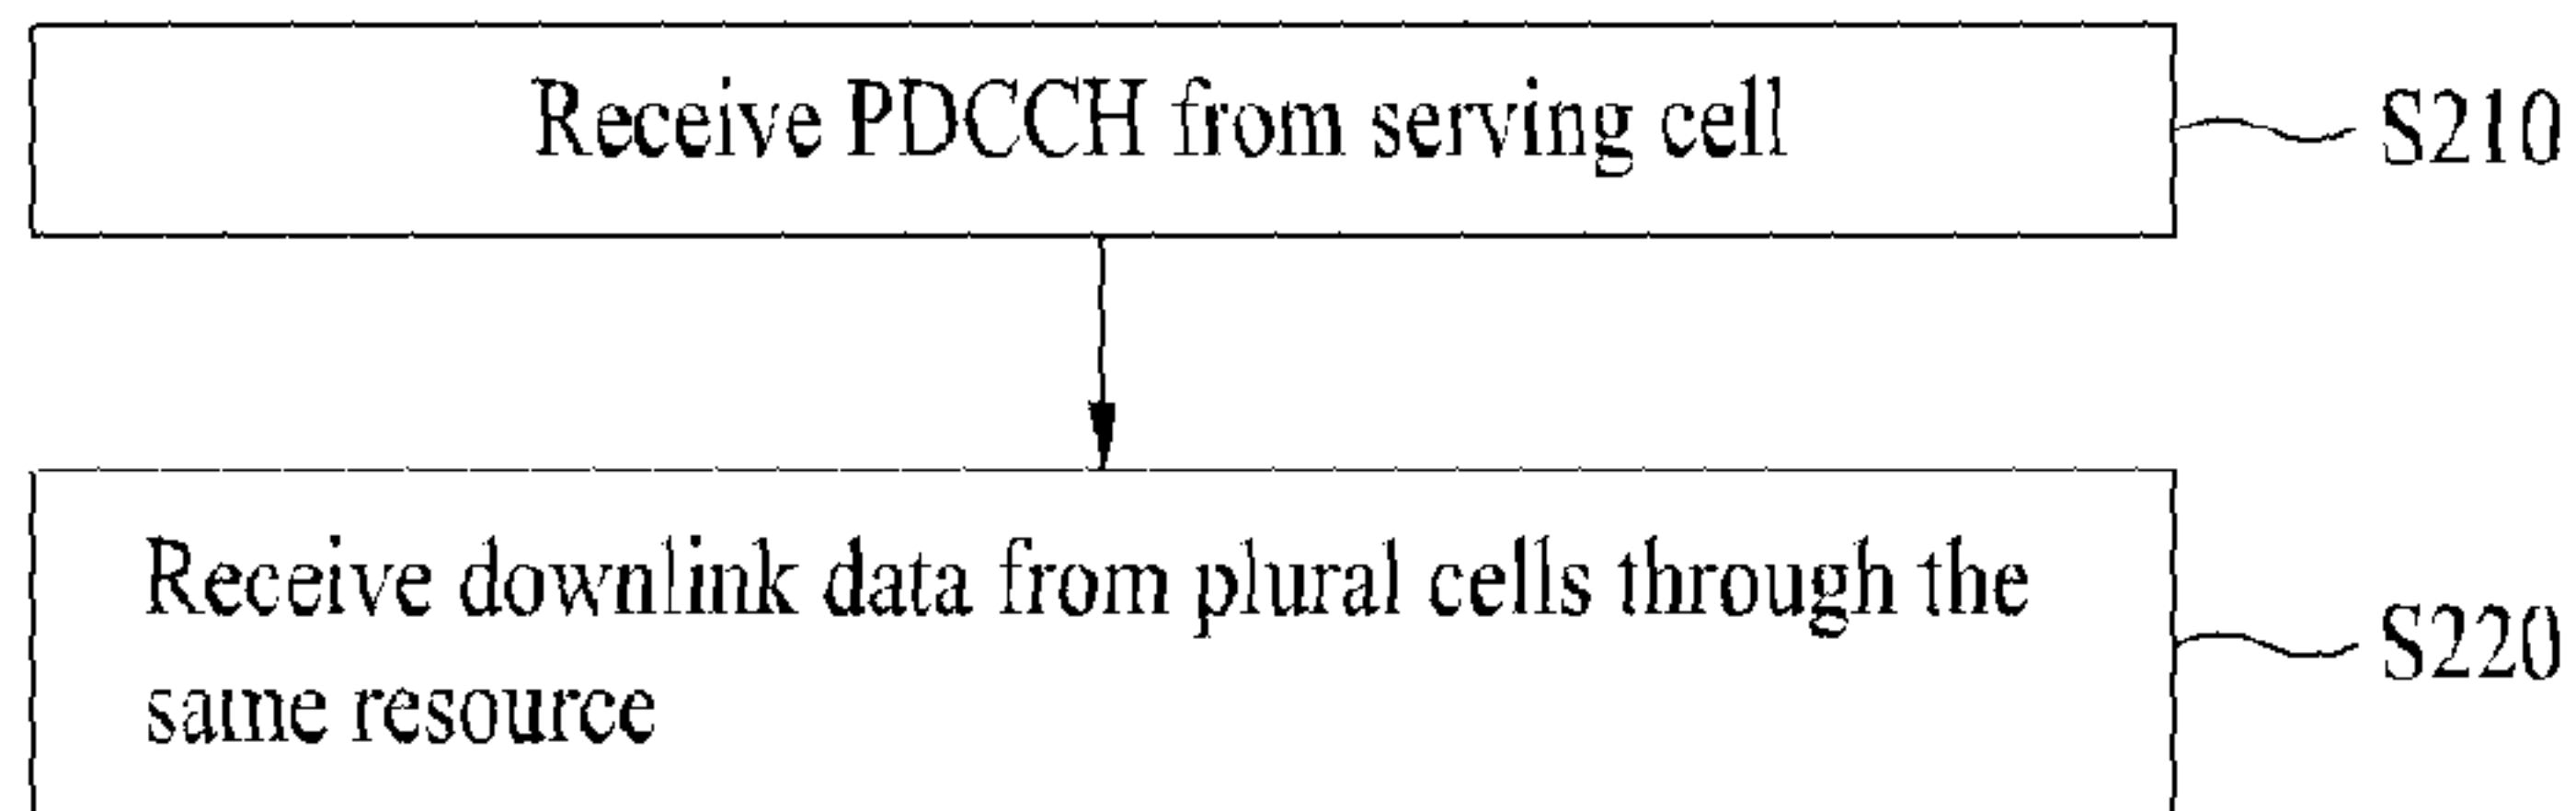 Receive PDCCH from serving cell
S210
Receive downlink data from plural cells through the
same resource
S220